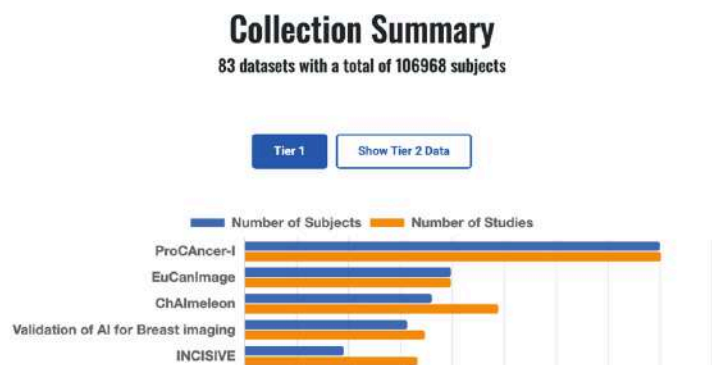 Collection Summary
83 datasets with a total of 106968 subjects
Tier 1 Show Tier 2 Data
Number of Subjects Number of Studies
ProCAncer-I
EuCanImage
ChAImeleon
Validation of AI for Breast imaging
INCISIVE